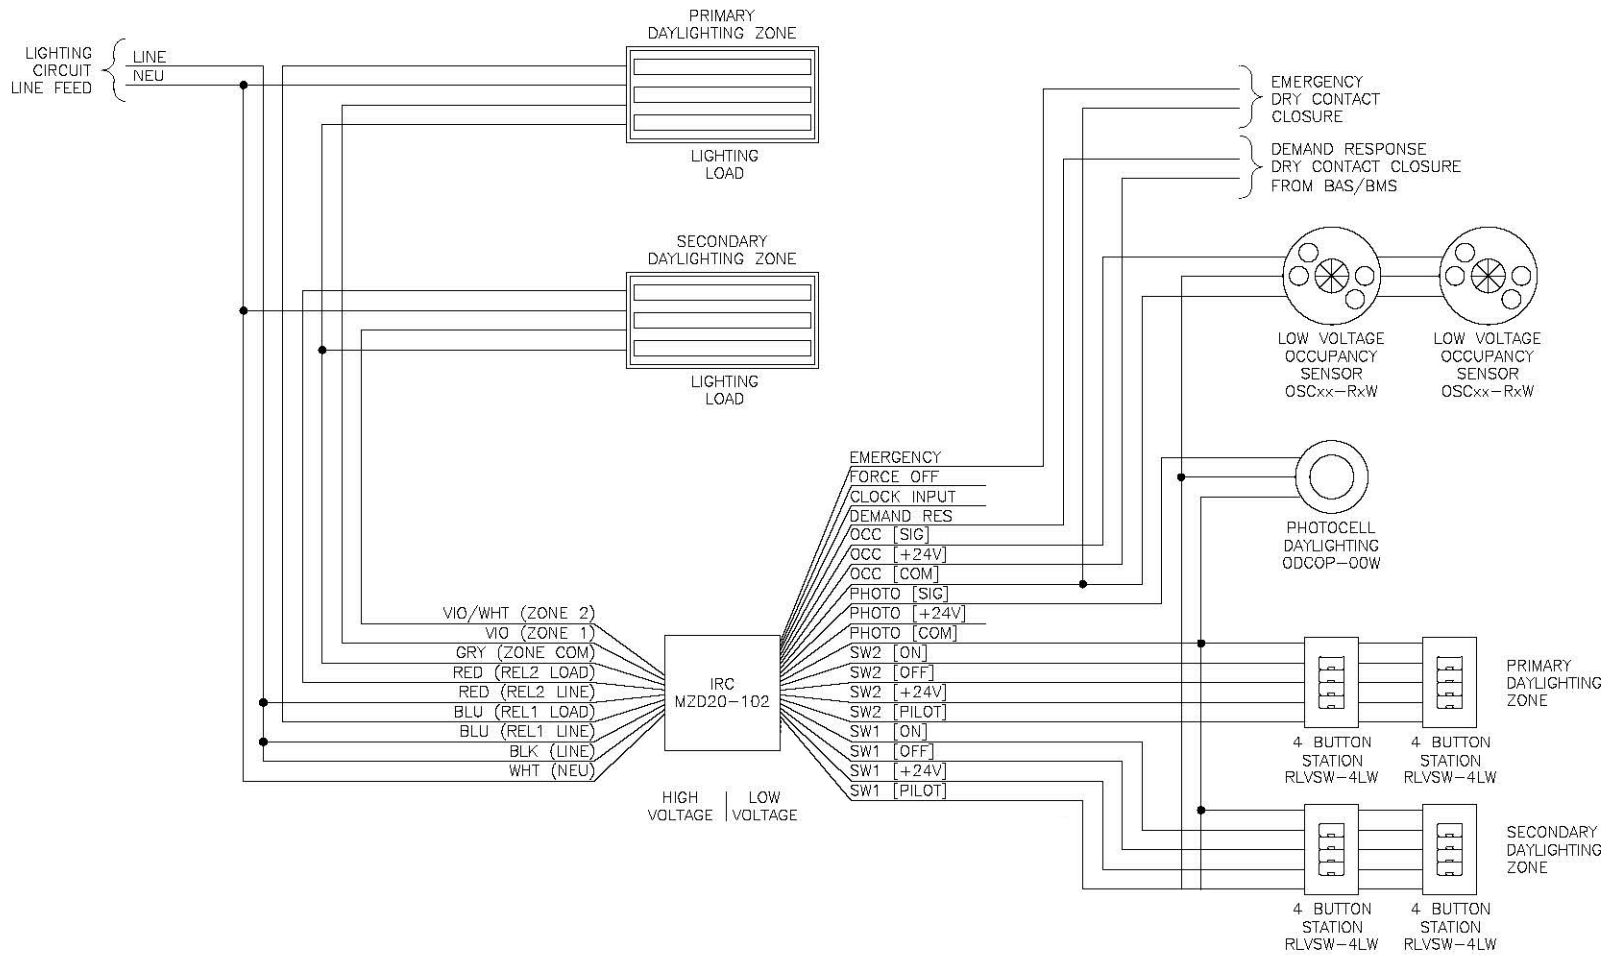 PRIMARY
DAYLIGHTING ZONE
LIGHTING
CIRCUIT
LINE FEED
LINE
NEU
LIGHTING
LOAD
EMERGENCY
DRY CONTACT
CLOSURE
DEMAND RESPONSE
DRY CONTACT CLOSURE
FROM BAS/BMS
SECONDARY
DAYLIGHTING ZONE
LIGHTING
LOAD
LOW VOLTAGE
OCCUPANCY
SENSOR
OSCxx-RxW
LOW VOLTAGE
OCCUPANCY
SENSOR
OSCxx-RxW
PHOTOCELL
DAYLIGHTING
ODCOP-00W
EMERGENCY
FORCE OFF
CLOCK INPUT
DEMAND RES
OCC [SIG]
OCC [+24V]
OCC [COM]
PHOTO [SIG]
PHOTO [+24V]
PHOTO [COM]
SW2 [ON]
SW2 [OFF]
SW2 [+24V]
SW2 [PILOT]
SW1 [ON]
SW1 [OFF]
SW1 [+24V]
SW1 [PILOT]
VIO/WHT (ZONE 2)
VIO (ZONE 1)
GRY (ZONE COM)
RED (REL2 LOAD)
RED (REL2 LINE)
BLU (REL1 LOAD)
BLU (REL1 LINE)
BLK (LINE)
WHT (NEU)
IRC
MZD20-102
HIGH
VOLTAGE
LOW
VOLTAGE
PRIMARY
DAYLIGHTING
ZONE
4 BUTTON
STATION
RLVSW-4LW
4 BUTTON
STATION
RLVSW-4LW
SECONDARY
DAYLIGHTING
ZONE
4 BUTTON
STATION
RLVSW-4LW
4 BUTTON
STATION
RLVSW-4LW